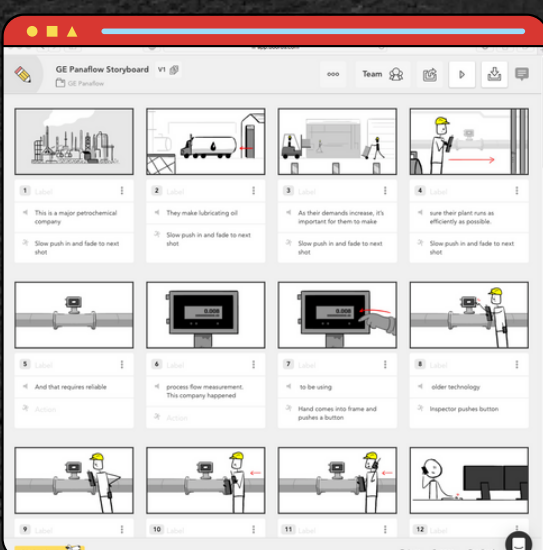 GE Panaflow Storyboard V1
GE Panaflow
ooo Team
1 Label
This is a major petrochemical
company
Slow push in and fade to next
shot
2 Label
They make lubricating oil
Slow push in and fade to next
shot
3 Label
As their demands increase, it's
important for them to make
Slow push in and fade to next
shot
4 Label
sure their plant runs as
efficiently as possible.
Slow push in and fade to next
shot
0.008
0.008
5 Label
And that requires reliable
Action
6 Label
process flow measurement.
This company happened
Action
7 Label
to be using
Hand comes into frame and
pushes a button
8 Label
older technology
Inspector pushes button
9 Label
10 Label
11 Label
12 Label